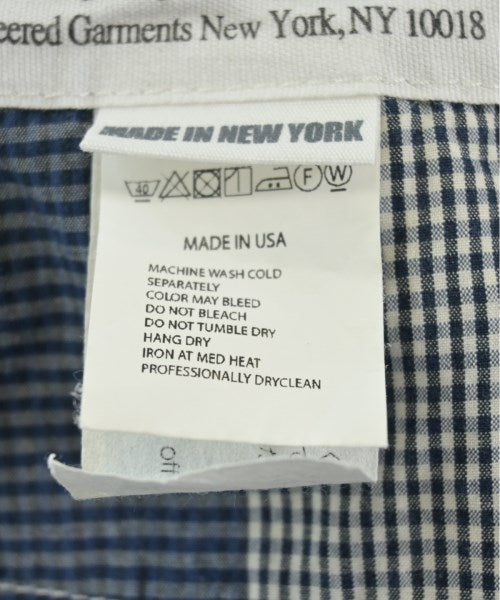 Garments New York, NY 10018
MADE IN NEW YORK
40 F W
MADE IN USA
MACHINE WASH COLD
SEPARATELY
COLOR MAY BLEED
DO NOT BLEACH
DO NOT TUMBLE DRY
HANG DRY
IRON AT MED HEAT
PROFESSIONALLY DRYCLEAN